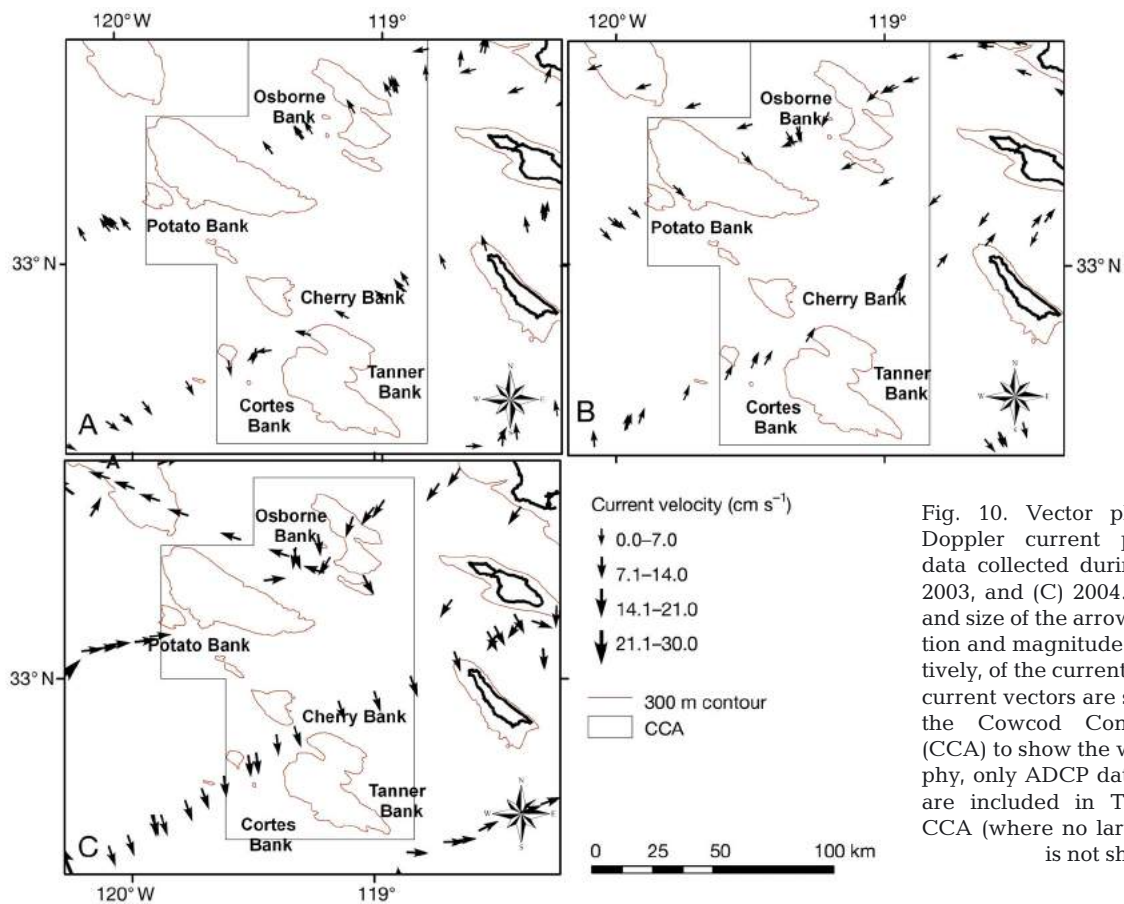 120°W 119° 120°W 119°
Osborne
Bank
Potato Bank
33°N
Cherry Bank
Tanner
Bank
Cortes
Bank
A
N
W E
S
Osborne
Bank
Potato Bank
33°N
Cherry Bank
Tanner
Bank
Cortes
Bank
B
N
W E
S
A
Osborne
Bank
Potato Bank
33°N
Cherry Bank
Tanner
Bank
Cortes
Bank
C
N
W E
S
120°W 119°
Current velocity (cm s⁻¹)
0.0–7.0
7.1–14.0
14.1–21.0
21.1–30.0
300 m contour
CCA
0 25 50 100 km
Fig. 10. Vector pl
Doppler current p
data collected durin
2003, and (C) 2004.
and size of the arrow
tion and magnitude
tively, of the current
current vectors are s
the Cowcod Con
(CCA) to show the w
phy, only ADCP dat
are included in T
CCA (where no lar
is not sh